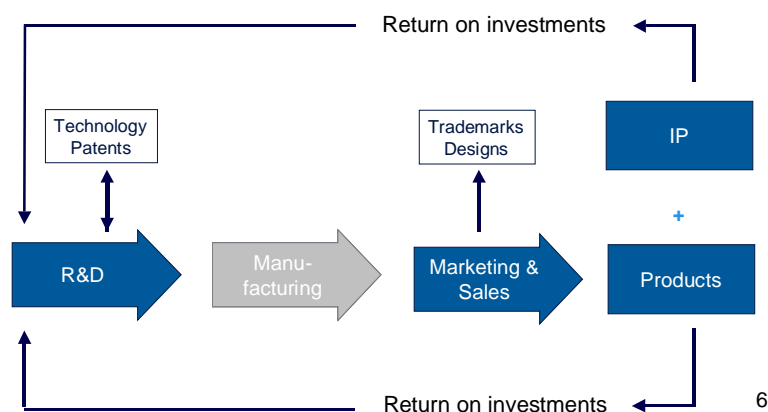 Return on investments
Technology
Patents
Trademarks
Designs
IP
+
R&D
Manu-
facturing
Marketing &
Sales
Products
Return on investments
6